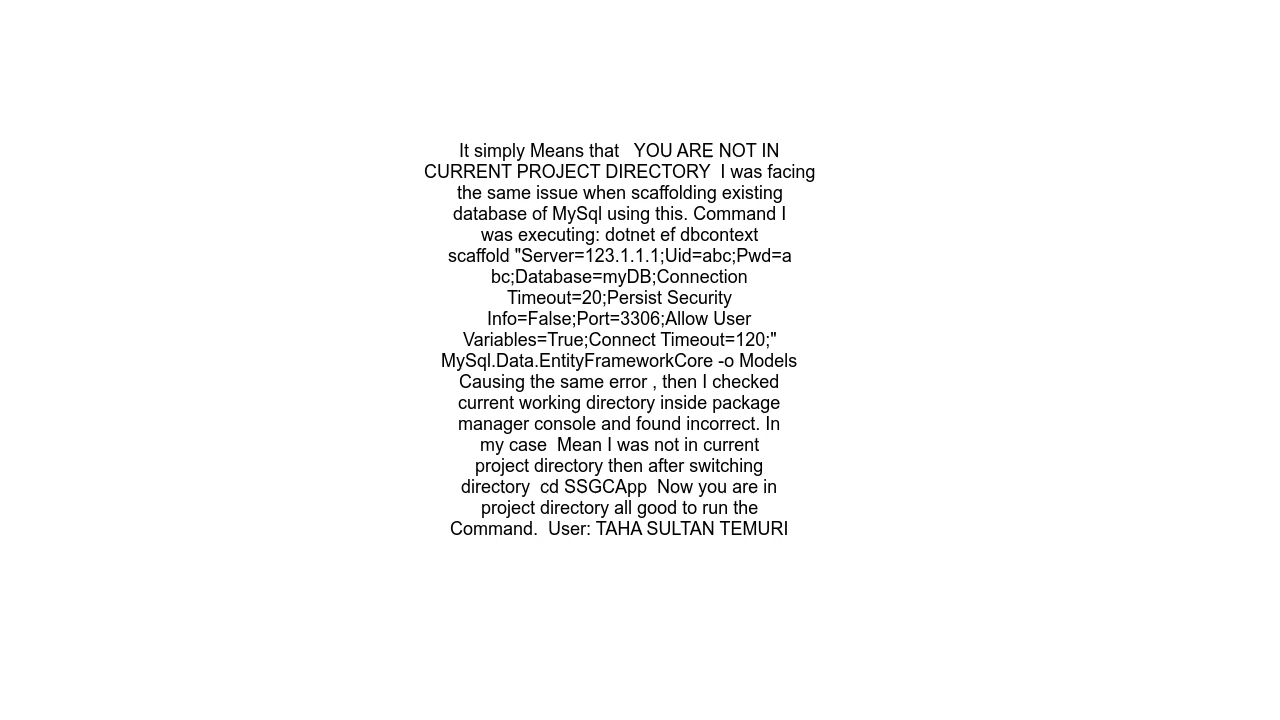 It simply Means that   YOU ARE NOT IN
CURRENT PROJECT DIRECTORY  I was facing
the same issue when scaffolding existing
database of MySql using this. Command I
was executing: dotnet ef dbcontext
scaffold "Server=123.1.1.1;Uid=abc;Pwd=a
bc;Database=myDB;Connection
Timeout=20;Persist Security
Info=False;Port=3306;Allow User
Variables=True;Connect Timeout=120;"
MySql.Data.EntityFrameworkCore -o Models
Causing the same error , then I checked
current working directory inside package
manager console and found incorrect. In
my case  Mean I was not in current
project directory then after switching
directory  cd SSGCApp  Now you are in
project directory all good to run the
Command.  User: TAHA SULTAN TEMURI